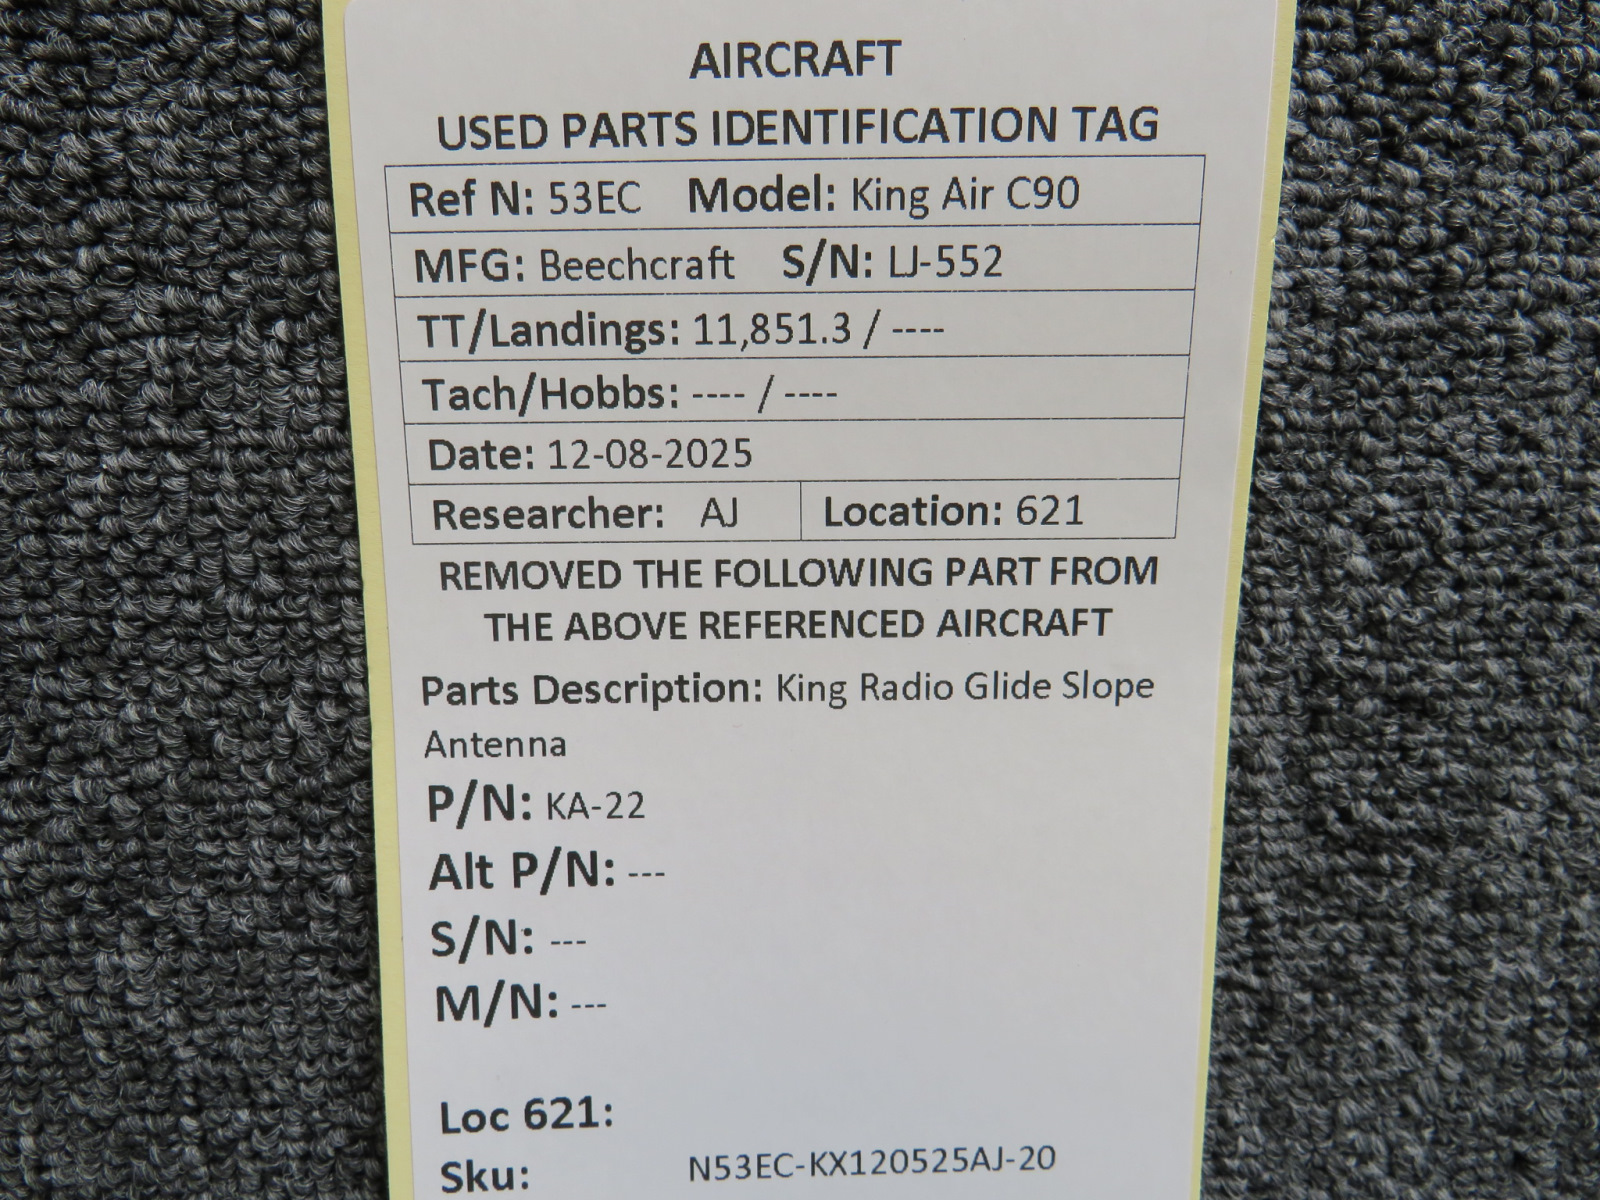 AIRCRAFT
USED PARTS IDENTIFICATION TAG
Ref N: 53EC Model: King Air C90
MFG: Beechcraft S/N: LJ-552
TT/Landings: 11,851.3 / ----
Tach/Hobbs: ---- / ----
Date: 12-08-2025
Researcher: AJ Location: 621
REMOVED THE FOLLOWING PART FROM
THE ABOVE REFERENCED AIRCRAFT
Parts Description: King Radio Glide Slope
Antenna
P/N: KA-22
Alt P/N: ---
S/N: ---
M/N: ---
Loc 621:
Sku: N53EC-KX120525AJ-20